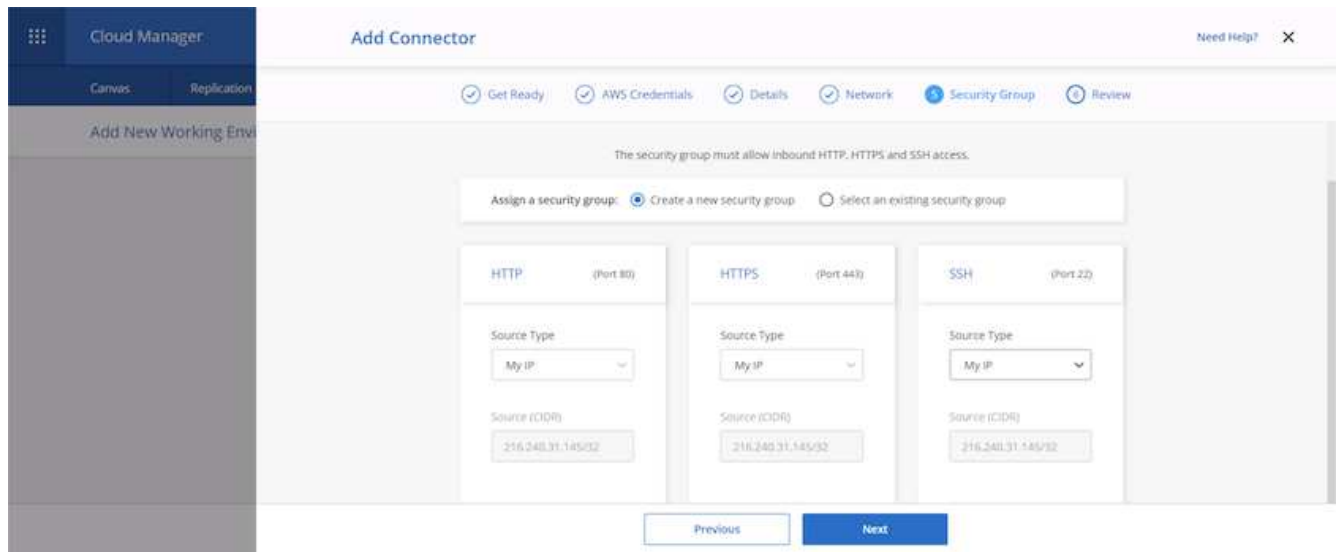 Cloud Manager
Add Connector
Need Help?
Canvas
Replication
Get Ready
AWS Credentials
Details
Network
5 Security Group
6 Review
Add New Working Envi
The security group must allow inbound HTTP, HTTPS and SSH access.
Assign a security group: Create a new security group Select an existing security group
HTTP (Port 80)
HTTPS (Port 443)
SSH (Port 22)
Source Type
Source Type
Source Type
My IP
My IP
My IP
Source (CIDR)
Source (CIDR)
Source (CIDR)
216.240.31.145/32
216.240.31.145/32
216.240.31.145/32
Previous
Next